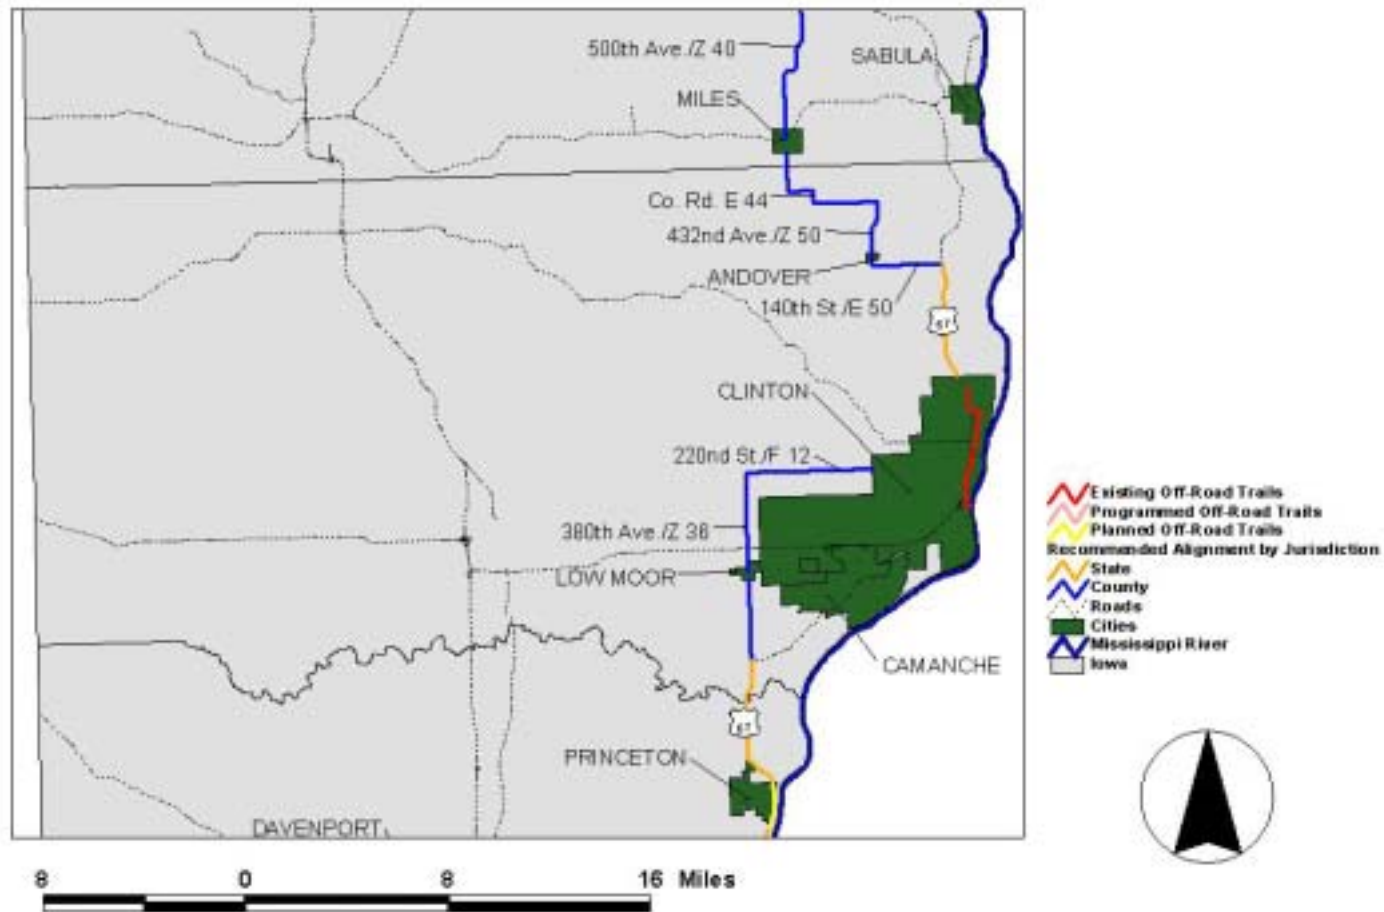 500th Ave./Z 40
SABULA
MILES
Co. Rd. E 44
432nd Ave./Z 50
ANDOVER
140th St./E 50
67
CLINTON
220nd St./F 12
380th Ave./Z 36
LOW MOOR
CAMANCHE
67
PRINCETON
DAVENPORT
Existing Off-Road Trails
Programmed Off-Road Trails
Planned Off-Road Trails
Recommended Alignment by Jurisdiction
State
County
Roads
Cities
Mississippi River
Iowa
8 0 8 16 Miles